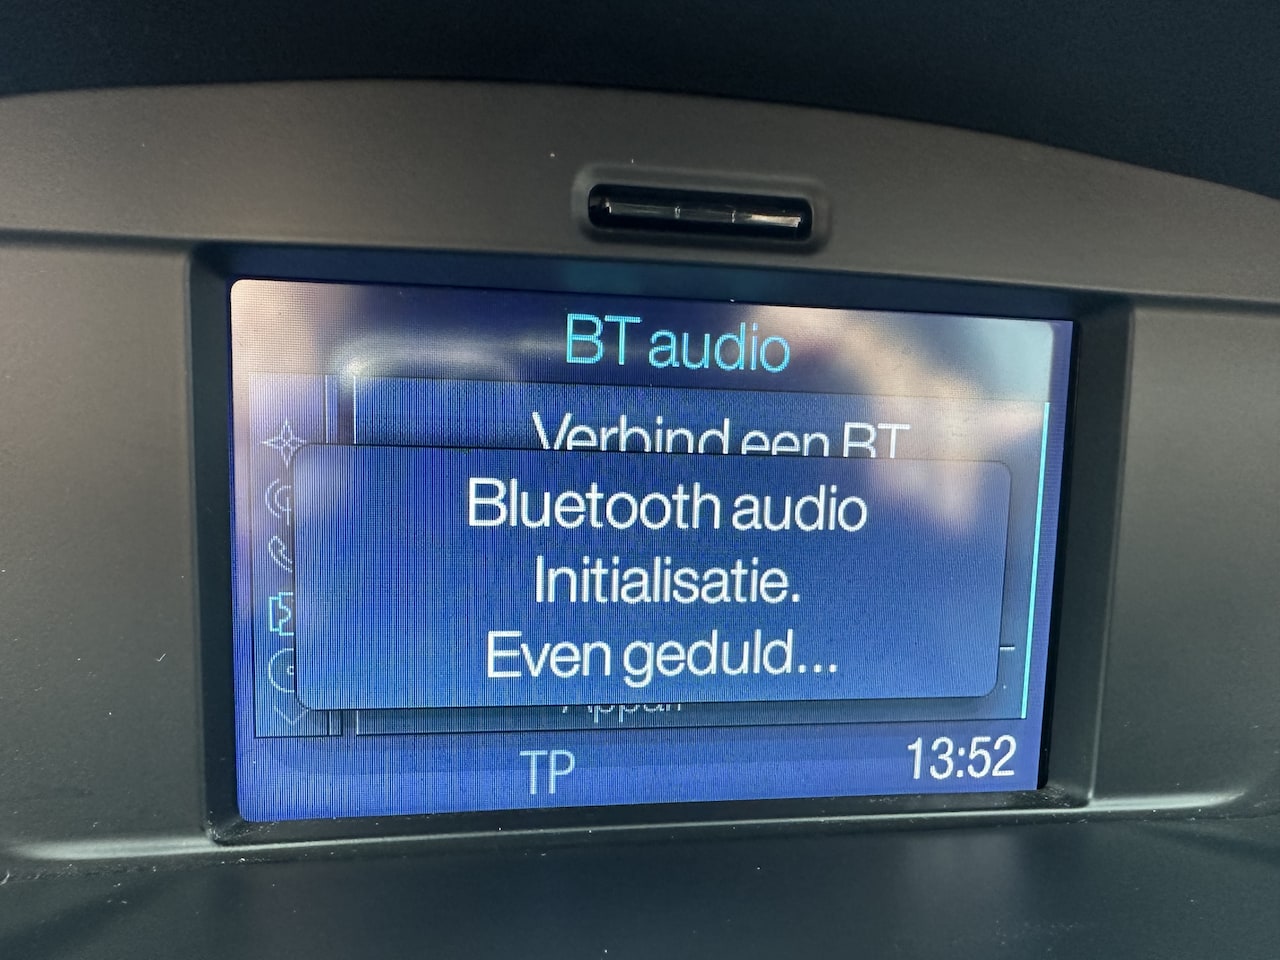 BT audio
Verbind een BT
Bluetooth audio
Initialisatie.
Even geduld...
TP
13:52